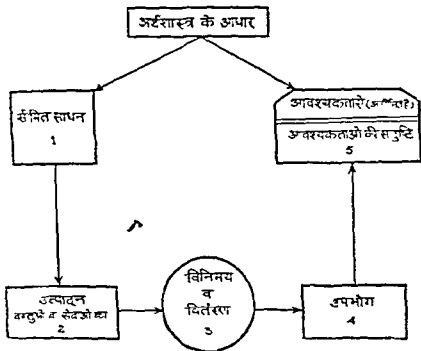 अर्थशास्त्र के आधार
सीमित साधन
1
आवश्यकताएँ
आवश्यकताओं की सन्तुष्टि
5
उत्पादन
वस्तुओं व सेवाओं का
2
विनिमय
व
वितरण
3
उपभोग
4